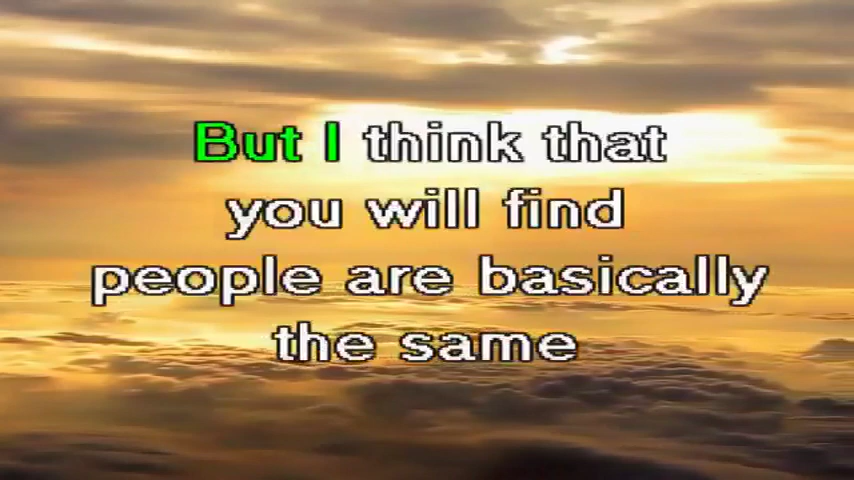 But I think that
you will find
people are basically
the same